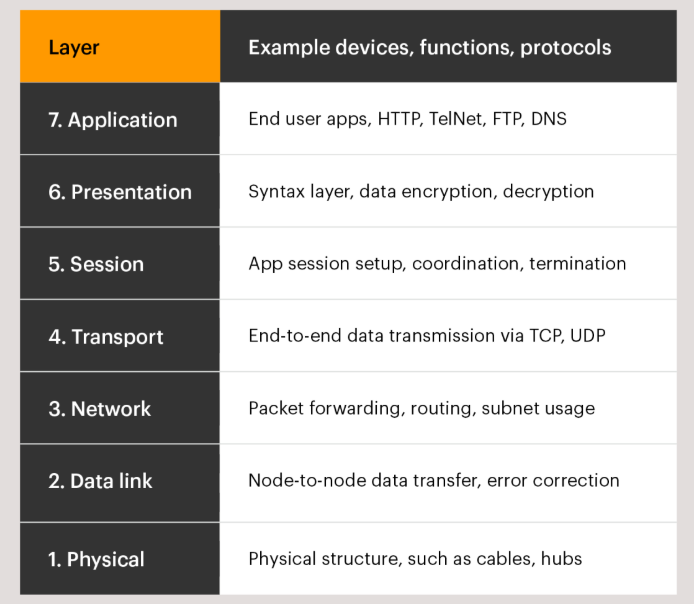 Layer Example devices, functions, protocols
7. Application End user apps, HTTP, TelNet, FTP, DNS
6. Presentation Syntax layer, data encryption, decryption
5. Session App session setup, coordination, termination
4. Transport End-to-end data transmission via TCP, UDP
3. Network Packet forwarding, routing, subnet usage
2. Data link Node-to-node data transfer, error correction
1. Physical Physical structure, such as cables, hubs